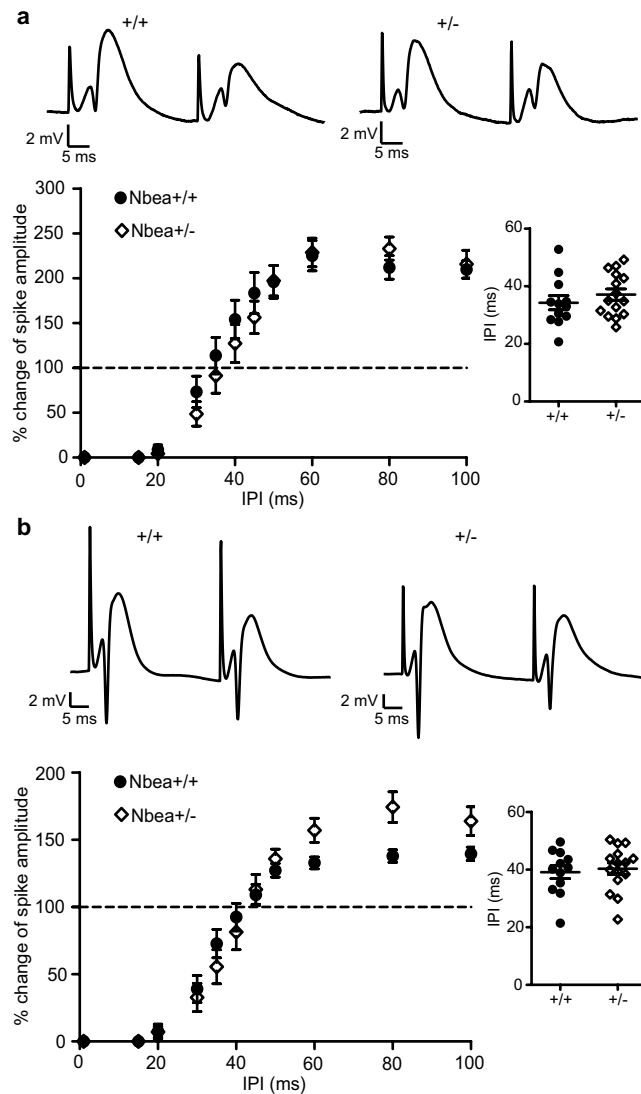 a
+/+
+/-
2 mV
5 ms
2 mV
5 ms
Nbea+/+
Nbea+/-
% change of spike amplitude
300
250
200
150
100
50
0
0 20 40 60 80 100
IPI (ms)
IPI (ms)
60
40
20
0
+/+ +/-
b
+/+
+/-
2 mV
5 ms
2 mV
5 ms
Nbea+/+
Nbea+/-
% change of spike amplitude
200
150
100
50
0
0 20 40 60 80 100
IPI (ms)
IPI (ms)
60
40
20
0
+/+ +/-